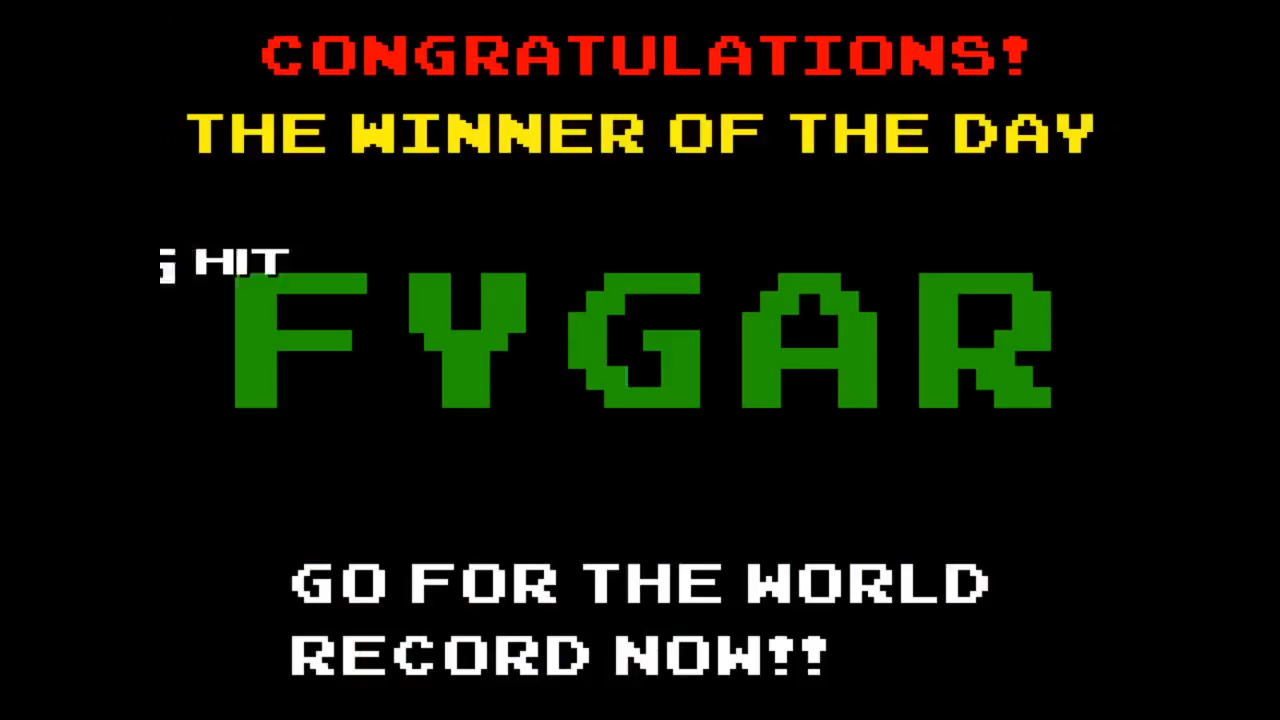 CONGRATULATIONS!
THE WINNER OF THE DAY
HIT
FYGAR
GO FOR THE WORLD
RECORD NOW!!